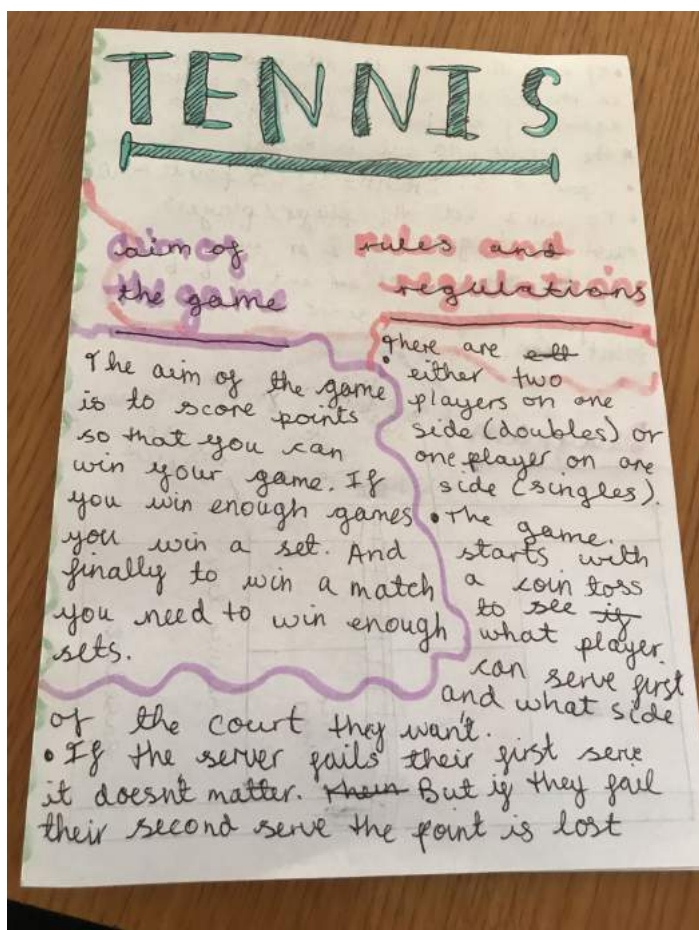 TENNIS
aim of
the game
The aim of the game
is to score points
so that you can
win your game. If
you win enough games
you win a set. And
finally to win a match
you need to win enough
sets.
rules and
regulations
• There are
either two
players on one
side (doubles) or
one player on one
side (singles).
• The game.
starts with
a coin toss
to see if
what player.
can serve first
and what side
of the court they wan't.
• If the server fails their first serve
it doesn't matter. Their But if they fail
their second serve the point is lost